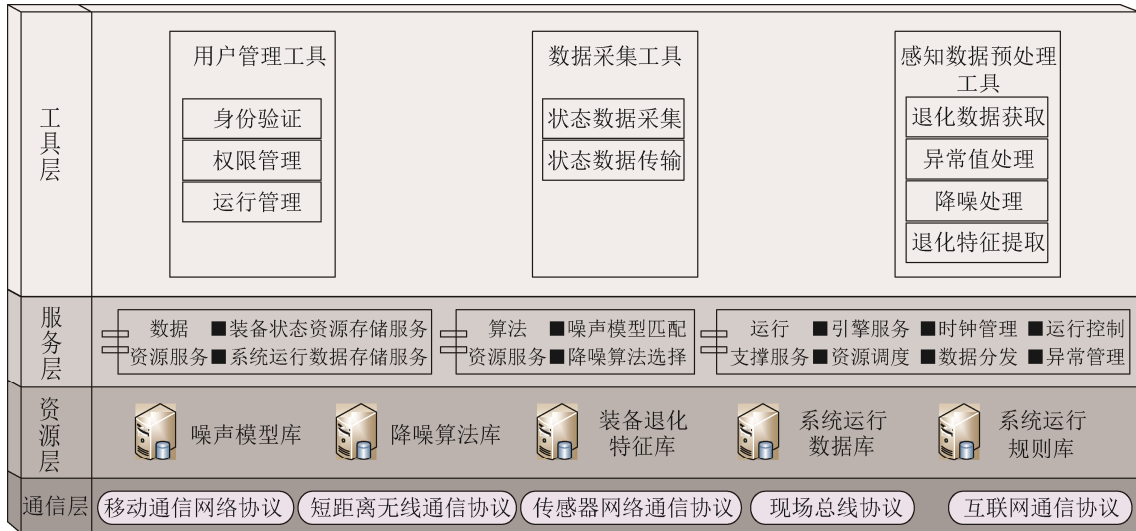 工具层
用户管理工具
身份验证
权限管理
运行管理
数据采集工具
状态数据采集
状态数据传输
感知数据预处理
工具
退化数据获取
异常值处理
降噪处理
退化特征提取
服务层
数据
资源服务
■装备状态资源存储服务
■系统运行数据存储服务
算法
资源服务
■噪声模型匹配
■降噪算法选择
运行
支撑服务
■引擎服务 ■时钟管理 ■运行控制
■资源调度 ■数据分发 ■异常管理
资源层
噪声模型库
降噪算法库
装备退化
特征库
系统运行
数据库
系统运行
规则库
通信层
移动通信网络协议
短距离无线通信协议
传感器网络通信协议
现场总线协议
互联网通信协议